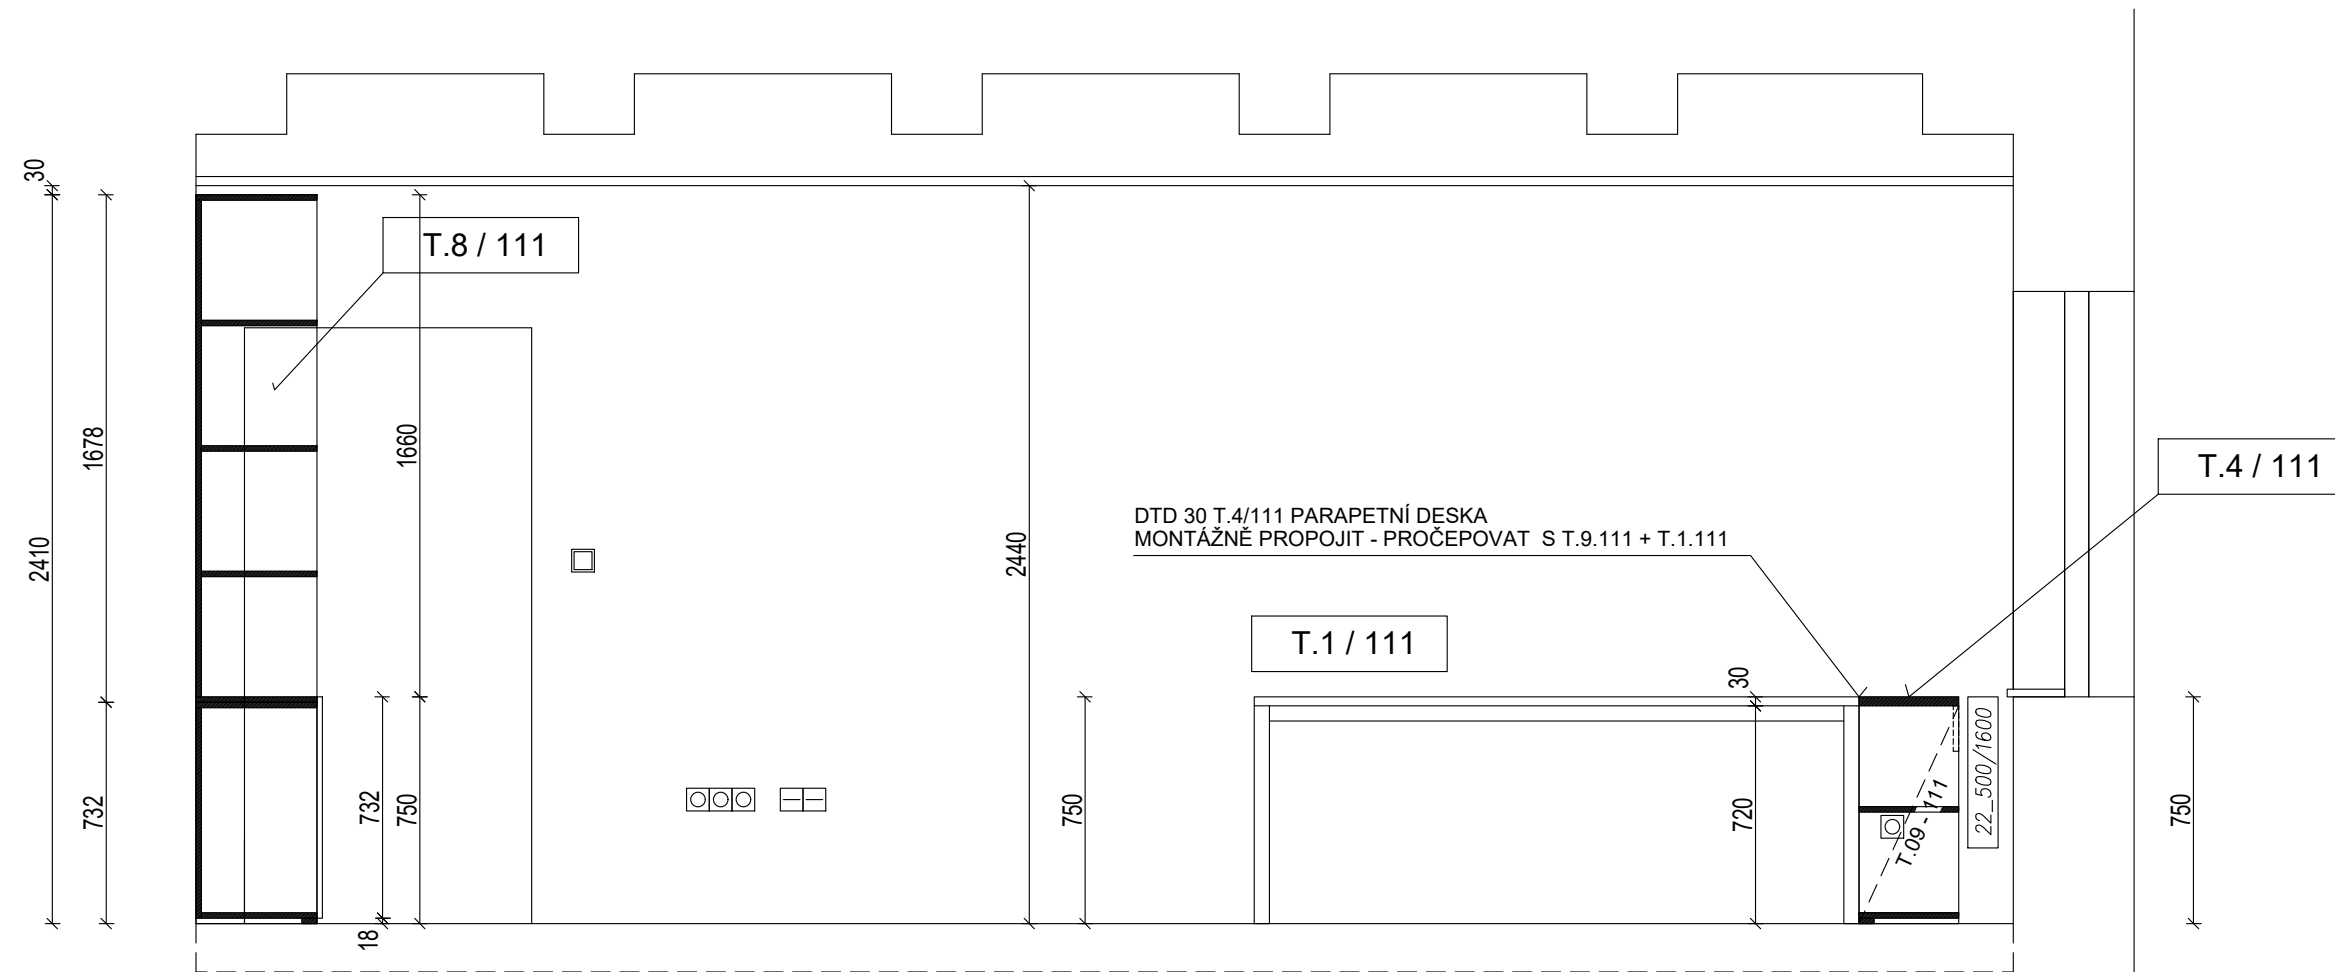 30
T.8 / 111
1678
1660
2410
2440
T.4 / 111
DTD 30 T.4/111 PARAPETNÍ DESKA
MONTÁŽNĚ PROPOJIT - PROČEPOVAT S T.9.111 + T.1.111
T.1 / 111
30
732
732
750
750
720
T.09 - 111
22_500/1600
750
18